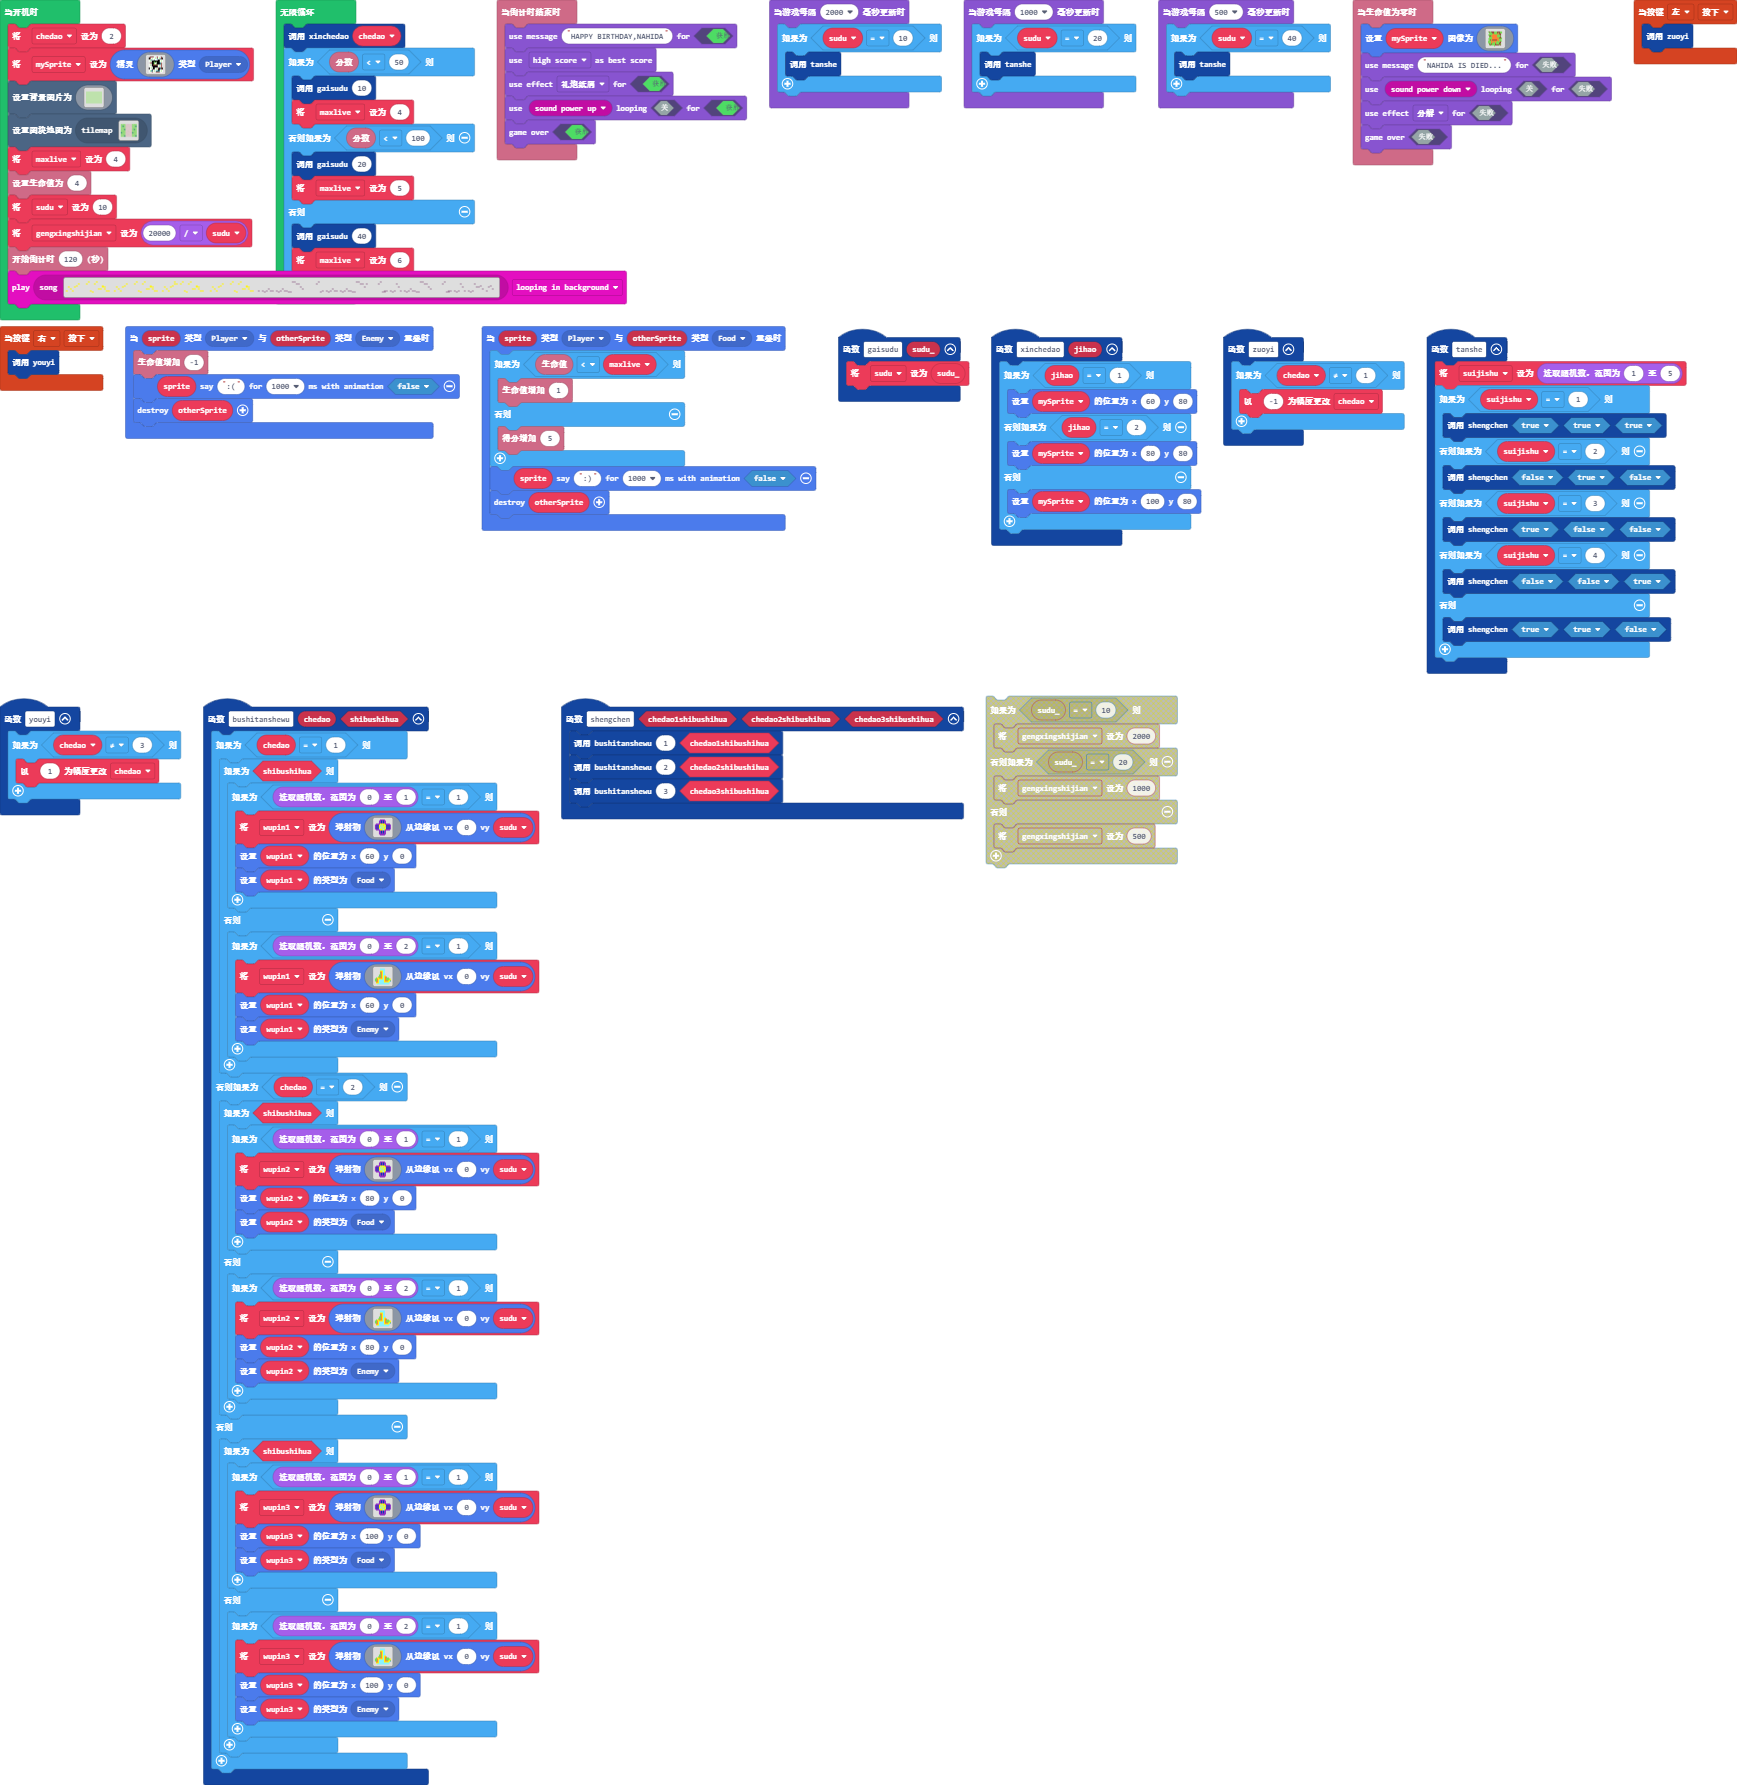 当开机时
将 chedao 设为 2
将 mySprite 设为 精灵 类型 Player
设置背景图片为
设置图块地图为 tilemap
将 maxlive 设为 4
设置生命值为 4
将 sudu 设为 10
将 gengxingshijian 设为 20000 / sudu
开始倒计时 120 (秒)
play song looping in background
无限循环
调用 xinchedao chedao
如果为 分数 < 50 则
调用 gaisudu 10
将 maxlive 设为 4
否则如果为 分数 < 100 则
调用 gaisudu 20
将 maxlive 设为 5
否则
调用 gaisudu 40
将 maxlive 设为 6
当倒计时结束时
use message "HAPPY BIRTHDAY,NAHIDA" for
use high score as best score
use effect 礼炮纸屑 for
use sound power up looping 关 for
game over
当游戏每隔 2000 毫秒更新时
如果为 sudu = 10 则
调用 tanshe
当游戏每隔 1000 毫秒更新时
如果为 sudu = 20 则
调用 tanshe
当游戏每隔 500 毫秒更新时
如果为 sudu = 40 则
调用 tanshe
当生命值为零时
设置 mySprite 图像为
use message "NAHIDA IS DIED..." for 失败
use sound power down looping 关 for 失败
use effect 分解 for 失败
game over 失败
当按键 左 按下
调用 zuoyi
当按键 右 按下
调用 youyi
当 sprite 类型 Player 与 otherSprite 类型 Enemy 重叠时
生命值增加 -1
sprite say ":(" for 1000 ms with animation false
destroy otherSprite
当 sprite 类型 Player 与 otherSprite 类型 Food 重叠时
如果为 生命值 < maxlive 则
生命值增加 1
否则
得分增加 5
sprite say ":)" for 1000 ms with animation false
destroy otherSprite
函数 gaisudu sudu_
将 sudu 设为 sudu_
函数 xinchedao jihao
如果为 jihao = 1 则
设置 mySprite 的位置为 x 60 y 80
否则如果为 jihao = 2 则
设置 mySprite 的位置为 x 80 y 80
否则
设置 mySprite 的位置为 x 100 y 80
函数 zuoyi
如果为 chedao ≠ 1 则
以 -1 为幅度更改 chedao
函数 tanshe
将 suijishu 设为 选取随机数，范围为 1 至 5
如果为 suijishu = 1 则
调用 shengchen true true true
否则如果为 suijishu = 2 则
调用 shengchen false true false
否则如果为 suijishu = 3 则
调用 shengchen true false false
否则如果为 suijishu = 4 则
调用 shengchen false false true
否则
调用 shengchen true true false
函数 youyi
如果为 chedao ≠ 3 则
以 1 为幅度更改 chedao
函数 bushitanshewu chedao shibushihua
如果为 chedao = 1 则
如果为 shibushihua 则
如果为 选取随机数，范围为 0 至 1 = 1 则
将 wupin1 设为 弹射物 从边缘以 vx 0 vy sudu
设置 wupin1 的位置为 x 60 y 0
设置 wupin1 的类型为 Food
否则
如果为 选取随机数，范围为 0 至 2 = 1 则
将 wupin1 设为 弹射物 从边缘以 vx 0 vy sudu
设置 wupin1 的位置为 x 60 y 0
设置 wupin1 的类型为 Enemy
否则如果为 chedao = 2 则
如果为 shibushihua 则
如果为 选取随机数，范围为 0 至 1 = 1 则
将 wupin2 设为 弹射物 从边缘以 vx 0 vy sudu
设置 wupin2 的位置为 x 80 y 0
设置 wupin2 的类型为 Food
否则
如果为 选取随机数，范围为 0 至 2 = 1 则
将 wupin2 设为 弹射物 从边缘以 vx 0 vy sudu
设置 wupin2 的位置为 x 80 y 0
设置 wupin2 的类型为 Enemy
否则
如果为 shibushihua 则
如果为 选取随机数，范围为 0 至 1 = 1 则
将 wupin3 设为 弹射物 从边缘以 vx 0 vy sudu
设置 wupin3 的位置为 x 100 y 0
设置 wupin3 的类型为 Food
否则
如果为 选取随机数，范围为 0 至 2 = 1 则
将 wupin3 设为 弹射物 从边缘以 vx 0 vy sudu
设置 wupin3 的位置为 x 100 y 0
设置 wupin3 的类型为 Enemy
函数 shengchen chedao1shibushihua chedao2shibushihua chedao3shibushihua
调用 bushitanshewu 1 chedao1shibushihua
调用 bushitanshewu 2 chedao2shibushihua
调用 bushitanshewu 3 chedao3shibushihua
如果为 sudu_ = 10 则
将 gengxingshijian 设为 2000
否则如果为 sudu_ = 20 则
将 gengxingshijian 设为 1000
否则
将 gengxingshijian 设为 500